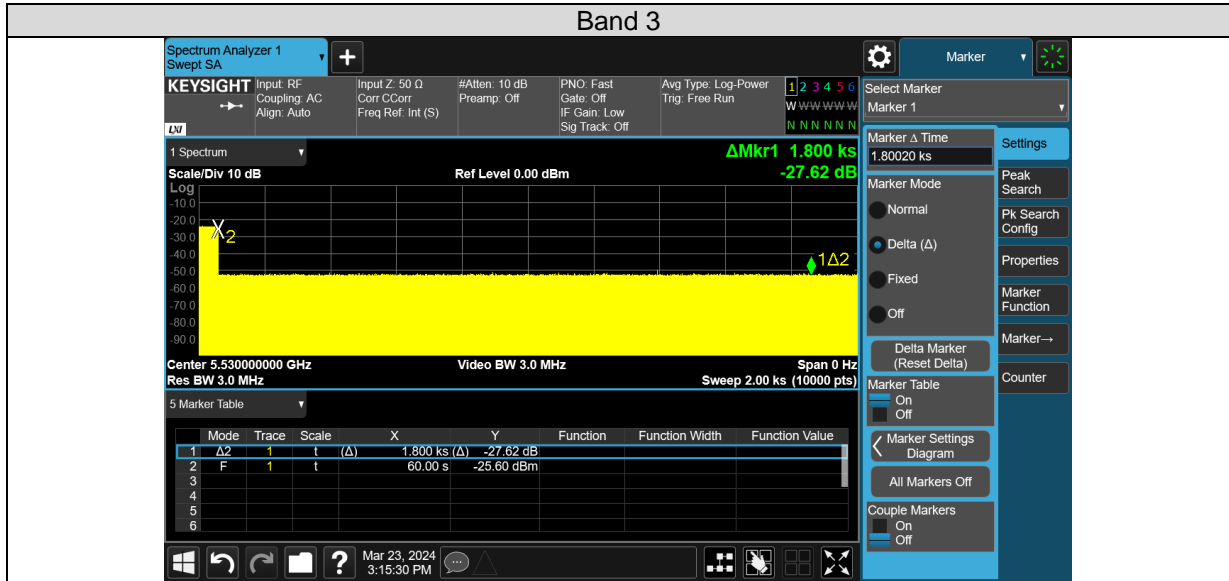 Band 3
Spectrum Analyzer 1
Swept SA
Marker
KEYSIGHT
Input: RF
Coupling: AC
Align: Auto
Input Z: 50 Ω
Corr CCorr
Freq Ref: Int (S)
#Atten: 10 dB
Preamp: Off
PNO: Fast
Gate: Off
IF Gain: Low
Sig Track: Off
Avg Type: Log-Power
Trig: Free Run
1 2 3 4 5 6
W W W W W W
N N N N N N
LXI
Select Marker
Marker 1
1 Spectrum
ΔMkr1 1.800 ks
-27.62 dB
Scale/Div 10 dB
Ref Level 0.00 dBm
Log
-10.0
-20.0
-30.0
-40.0
-50.0
-60.0
-70.0
-80.0
-90.0
2
1Δ2
Center 5.530000000 GHz
Video BW 3.0 MHz
Span 0 Hz
Res BW 3.0 MHz
Sweep 2.00 ks (10000 pts)
5 Marker Table
Mode Trace Scale X Y Function Function Width Function Value
1 Δ2 1 t (Δ) 1.800 ks (Δ) -27.62 dB
2 F 1 t 60.00 s -25.60 dBm
3
4
5
6
Marker Δ Time
1.80020 ks
Marker Mode
Normal
Delta (Δ)
Fixed
Off
Delta Marker
(Reset Delta)
Marker Table
On
Off
Marker Settings
Diagram
All Markers Off
Couple Markers
On
Off
Settings
Peak
Search
Pk Search
Config
Properties
Marker
Function
Marker→
Counter
?
Mar 23, 2024
3:15:30 PM